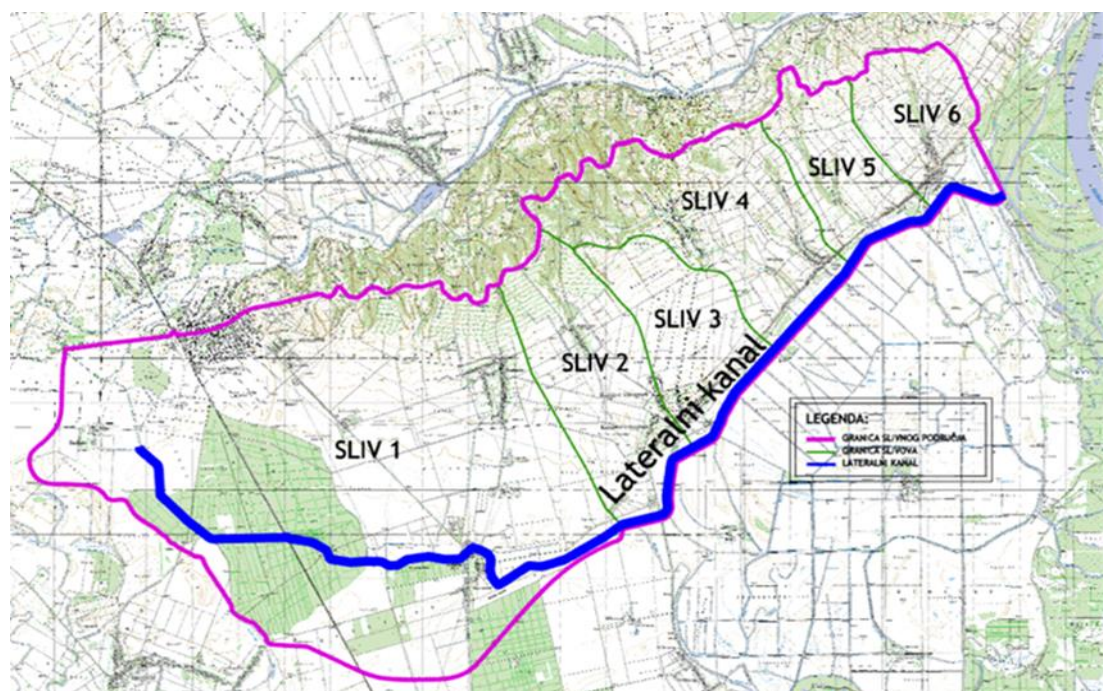 SLIV 6
SLIV 5
SLIV 4
SLIV 3
SLIV 2
Lateralni kanal
SLIV 1
LEGENDA:
GRANICA SLIVNOG PODRUČJA
GRANICA SLIVOVA
LATERALNI KANAL